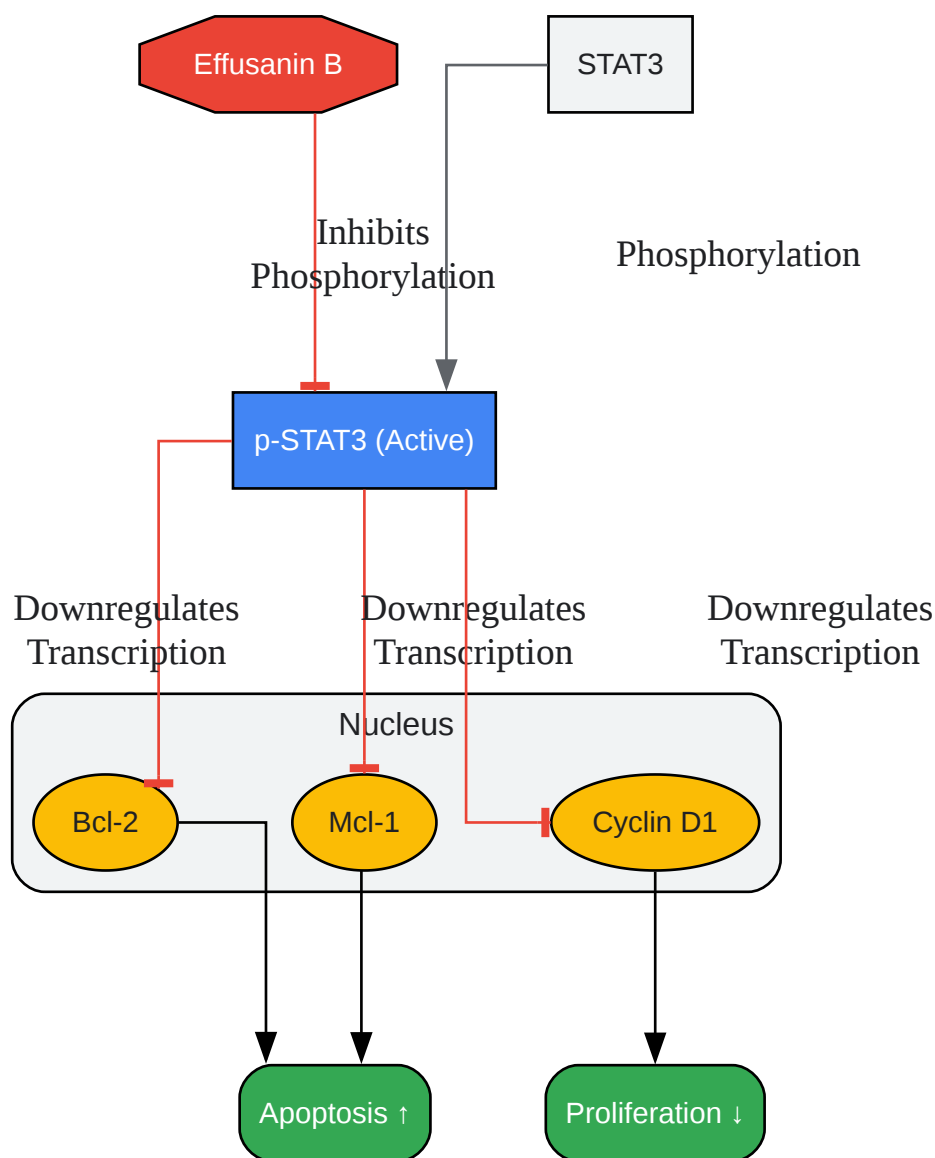 Effusanin B
STAT3
Inhibits
Phosphorylation
Phosphorylation
p-STAT3 (Active)
Downregulates
Transcription
Downregulates
Transcription
Downregulates
Transcription
Nucleus
Bcl-2
Mcl-1
Cyclin D1
Apoptosis ↑
Proliferation ↓